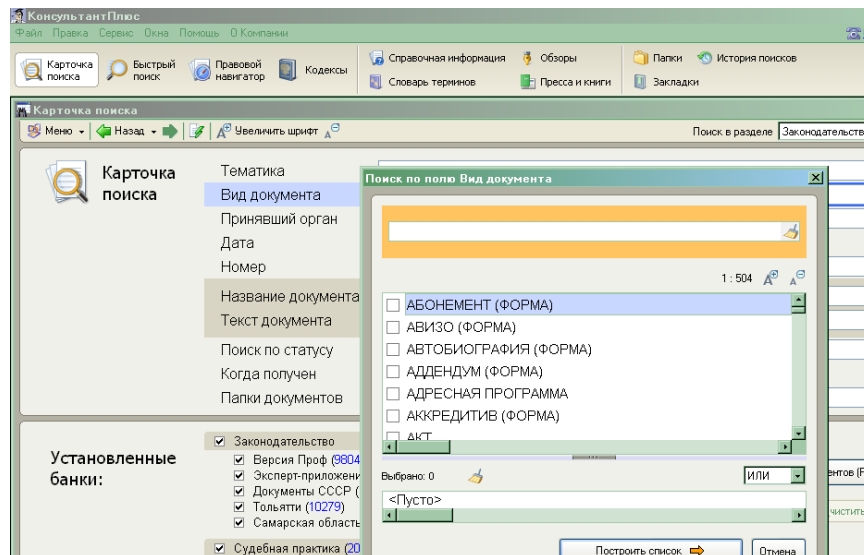 КонсультантПлюс
Файл Правка Сервис Окна Помощь О Компании
Карточка поиска
Быстрый поиск
Правовой навигатор
Кодексы
Справочная информация
Словарь терминов
Обзоры
Пресса и книги
Папки
Закладки
История поисков
Карточка поиска
Меню Назад Увеличить шрифт
Поиск в разделе Законодательств
Карточка
поиска
Тематика
Вид документа
Принявший орган
Дата
Номер
Название документа
Текст документа
Поиск по статусу
Когда получен
Папки документов
Поиск по полю Вид документа
1 : 504
АБОНЕМЕНТ (ФОРМА)
АВИЗО (ФОРМА)
АВТОБИОГРАФИЯ (ФОРМА)
АДДЕНДУМ (ФОРМА)
АДРЕСНАЯ ПРОГРАММА
АККРЕДИТИВ (ФОРМА)
АКТ
Выбрано: 0
ИЛИ
<Пусто>
Построить список
Отмена
Установленные
банки:
Законодательство
Версия Проф (9804
Эксперт-приложени
Документы СССР (
Тольятти (10279)
Самарская область
Судебная практика (20
ентов (F
чистить